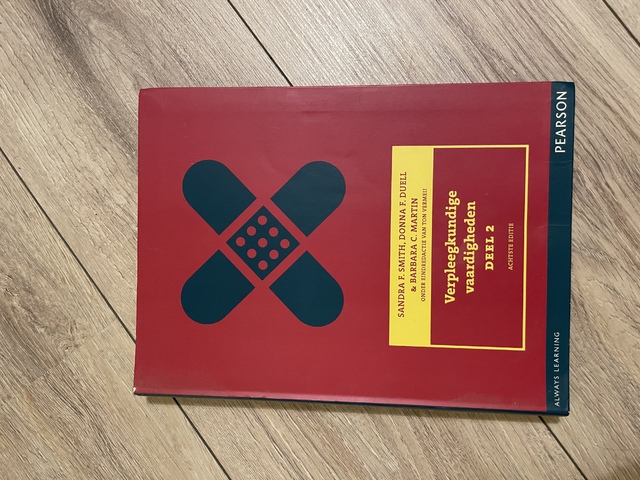 SANDRA F. SMITH, DONNA F. DUELL
& BARBARA C. MARTIN
ONDER EINDREDACTIE VAN TON VERMEIJ
Verpleegkundige
vaardigheden
DEEL 2
ACHTSTE EDITIE
ALWAYS LEARNING
PEARSON